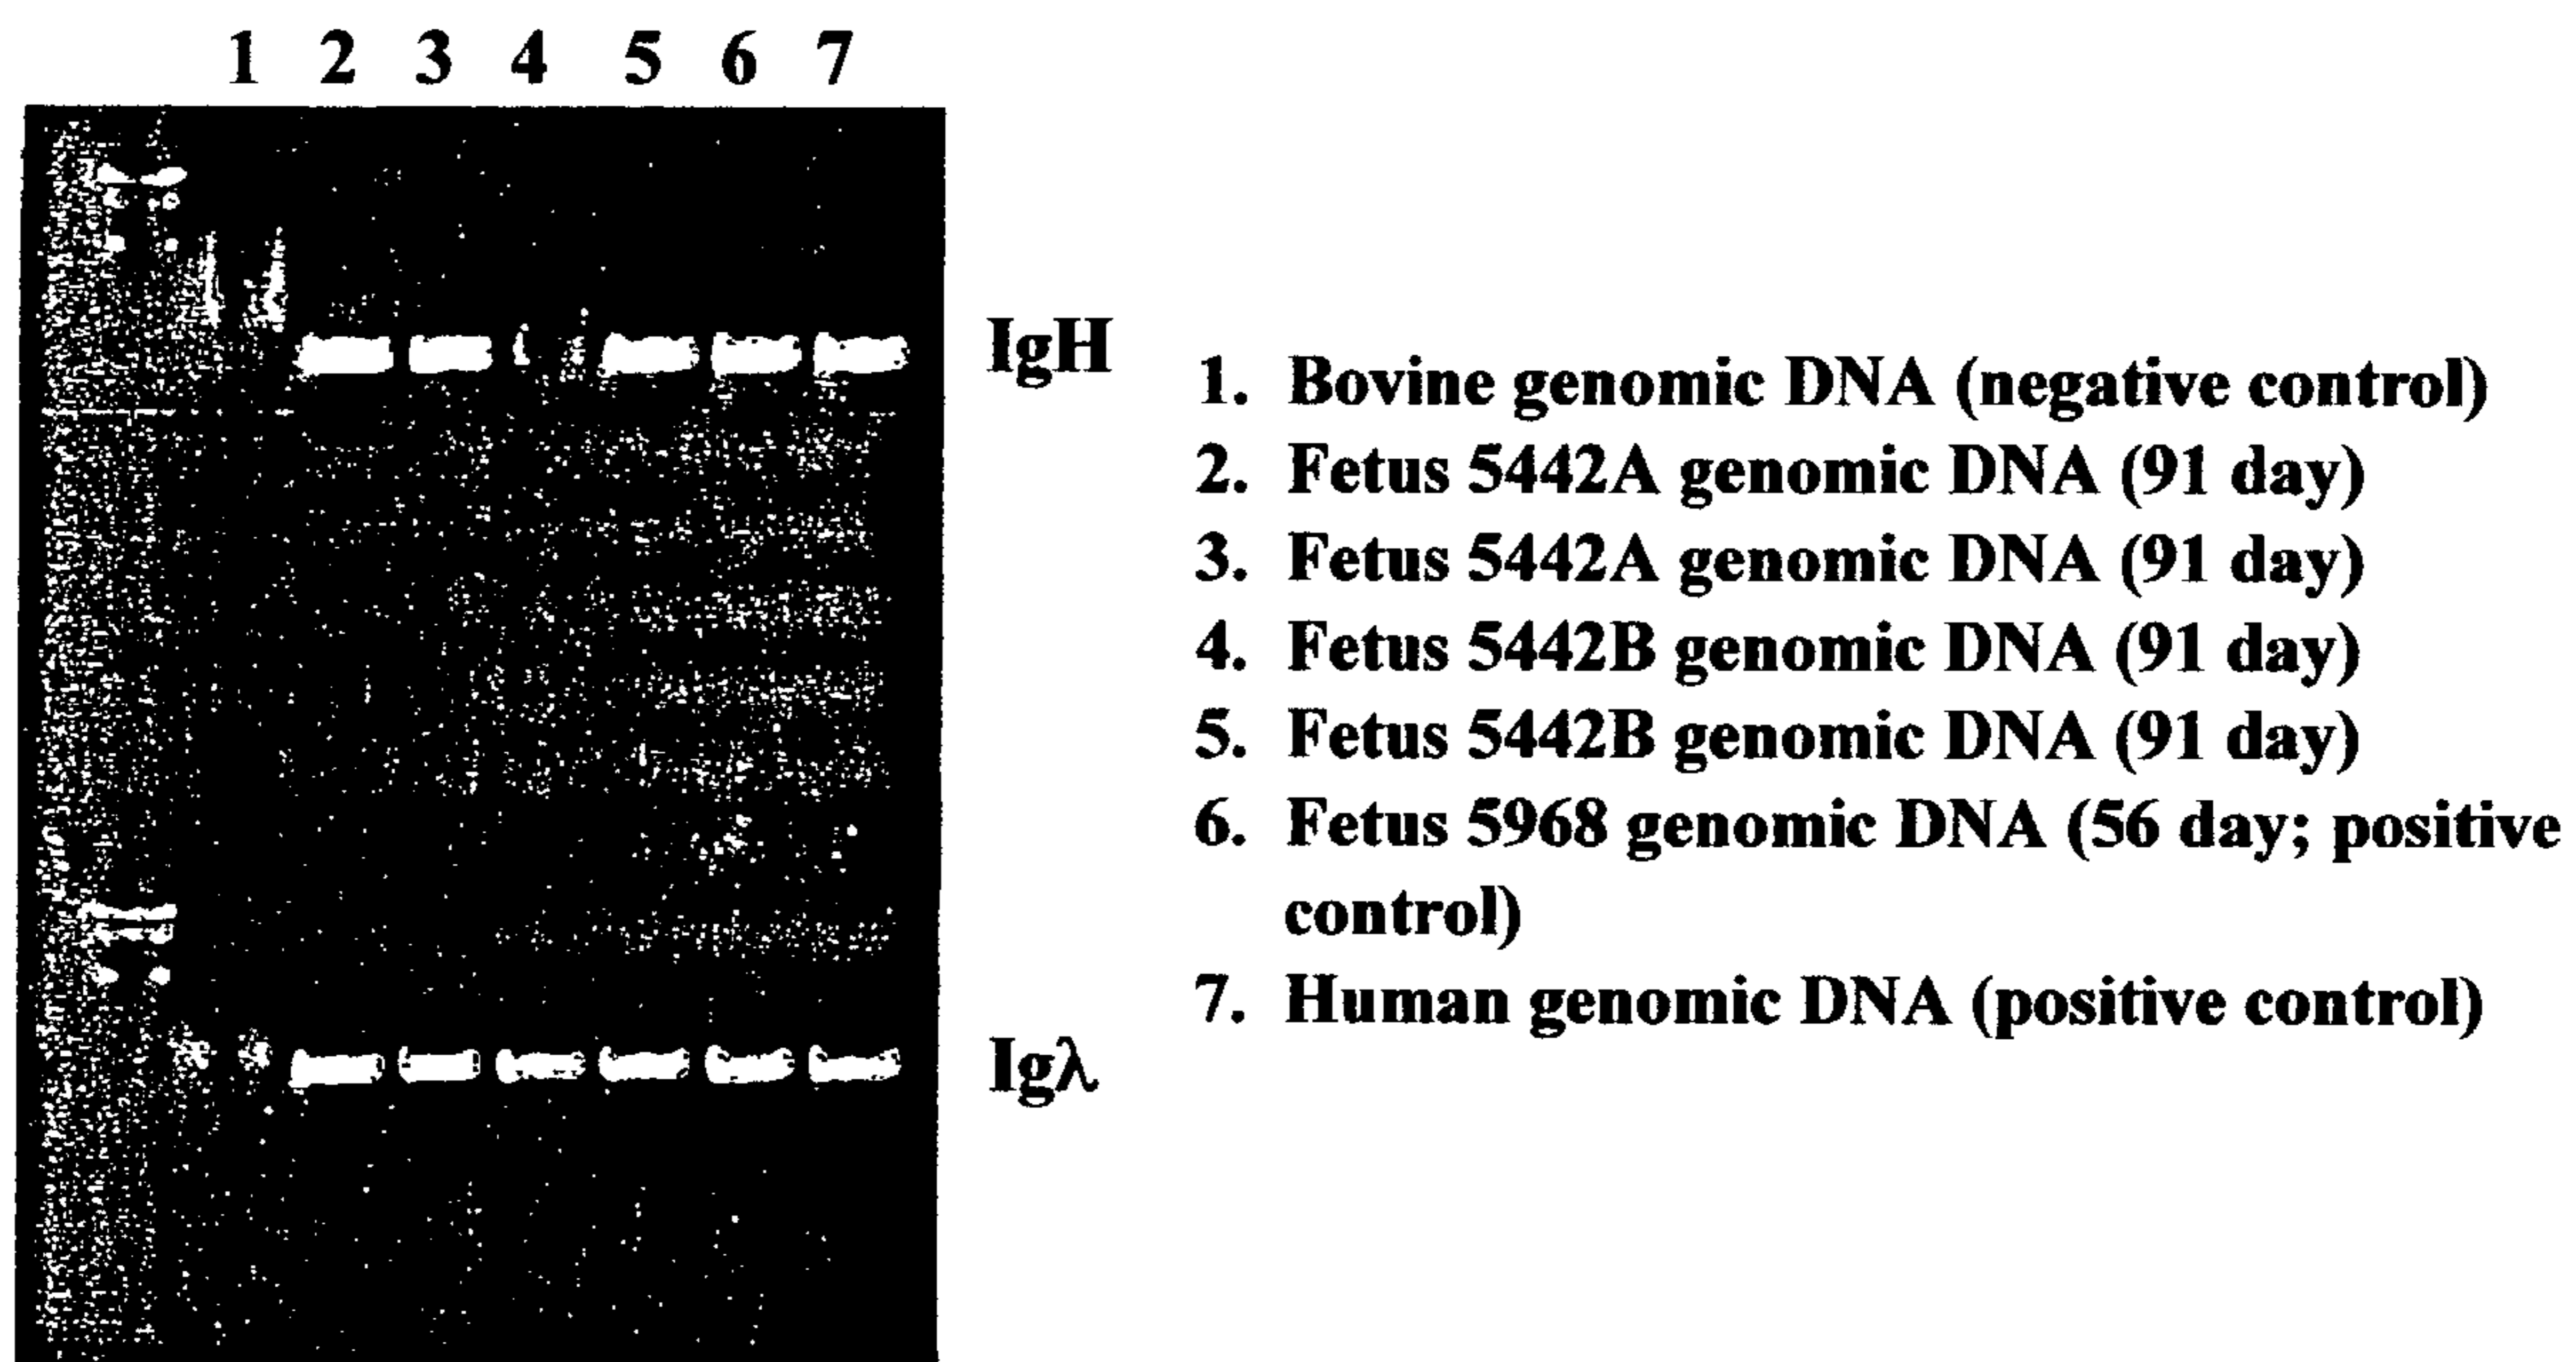 1 2 3 4 5 6 7
IgH
Igλ
1. Bovine genomic DNA (negative control)
2. Fetus 5442A genomic DNA (91 day)
3. Fetus 5442A genomic DNA (91 day)
4. Fetus 5442B genomic DNA (91 day)
5. Fetus 5442B genomic DNA (91 day)
6. Fetus 5968 genomic DNA (56 day; positive
control)
7. Human genomic DNA (positive control)